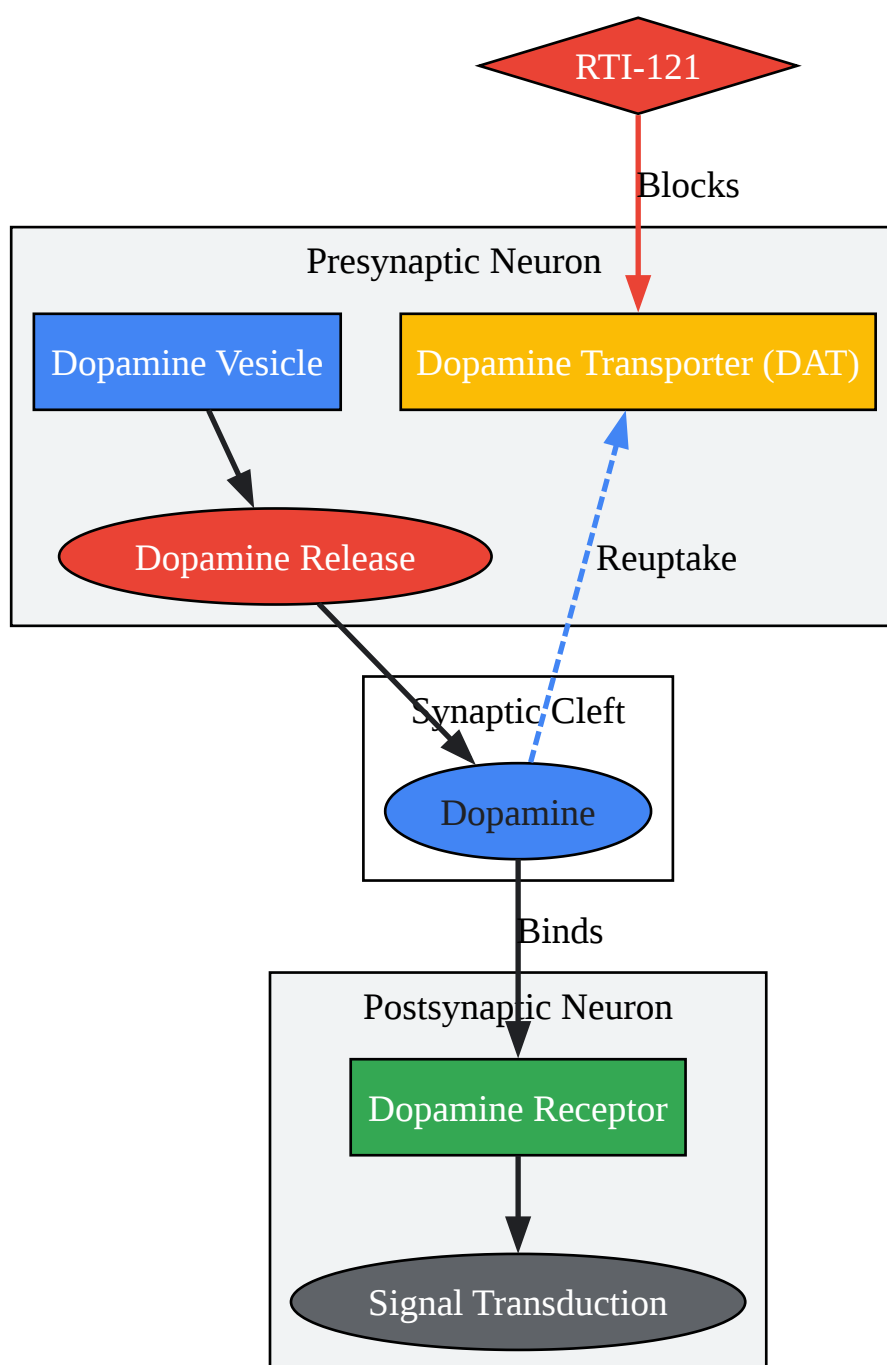 RTI-121
Blocks
Presynaptic Neuron
Dopamine Vesicle
Dopamine Transporter (DAT)
Dopamine Release
Reuptake
Synaptic Cleft
Dopamine
Binds
Postsynaptic Neuron
Dopamine Receptor
Signal Transduction